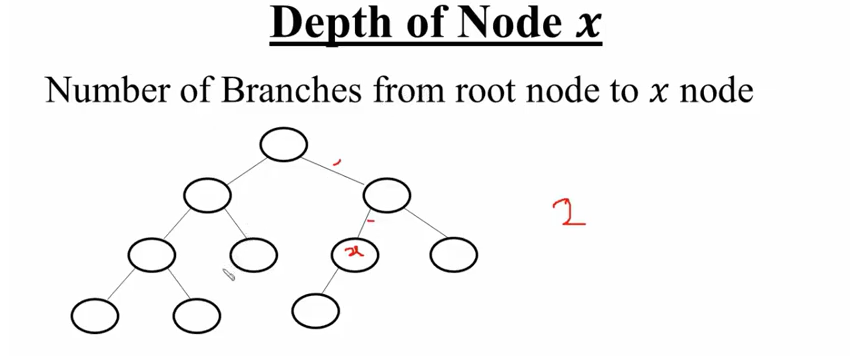 Depth of Node x
Number of Branches from root node to x node
x
2